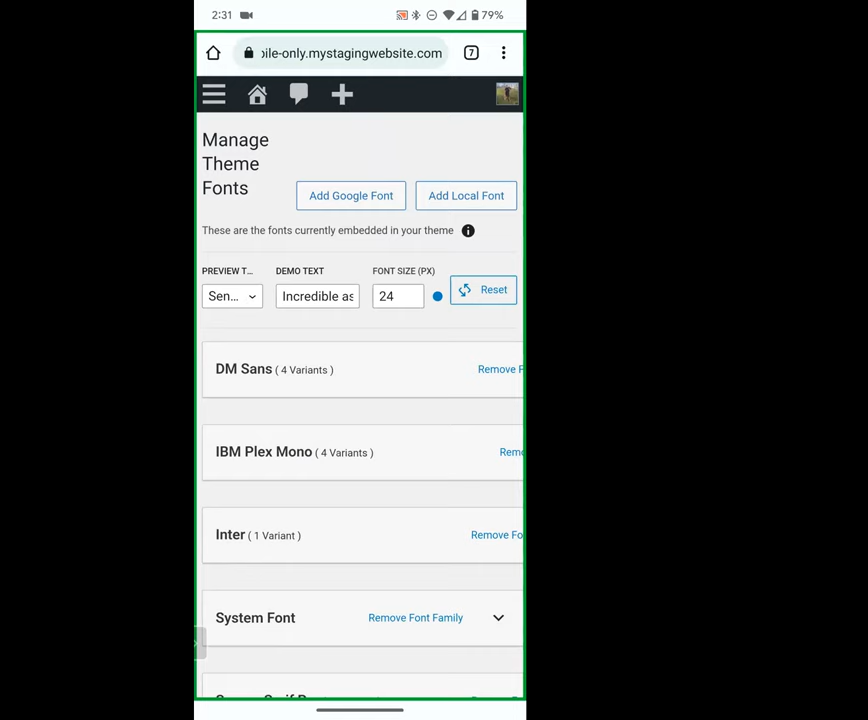 2:31 79%
ile-only.mystagingwebsite.com 7
Manage
Theme
Fonts
Add Google Font Add Local Font
These are the fonts currently embedded in your theme
PREVIEW T... DEMO TEXT FONT SIZE (PX)
Sen... Incredible as 24 Reset
DM Sans ( 4 Variants ) Remove F
IBM Plex Mono ( 4 Variants ) Remo
Inter ( 1 Variant ) Remove Fo
System Font Remove Font Family